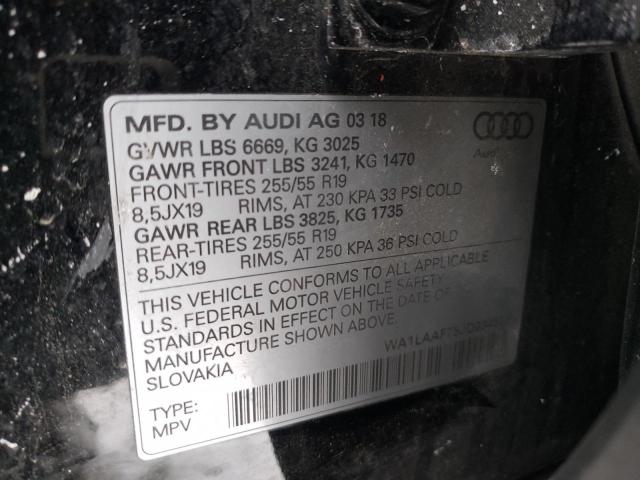 MFD. BY AUDI AG 03 18
GVWR LBS 6669, KG 3025
GAWR FRONT LBS 3241, KG 1470
FRONT-TIRES 255/55 R19
8,5JX19 RIMS, AT 230 KPA 33 PSI COLD
GAWR REAR LBS 3825, KG 1735
REAR-TIRES 255/55 R19
8,5JX19 RIMS, AT 250 KPA 36 PSI COLD
Audi
THIS VEHICLE CONFORMS TO ALL APPLICABLE
U.S. FEDERAL MOTOR VEHICLE SAFETY
STANDARDS IN EFFECT ON THE DATE OF
MANUFACTURE SHOWN ABOVE.
SLOVAKIA
TYPE:
MPV